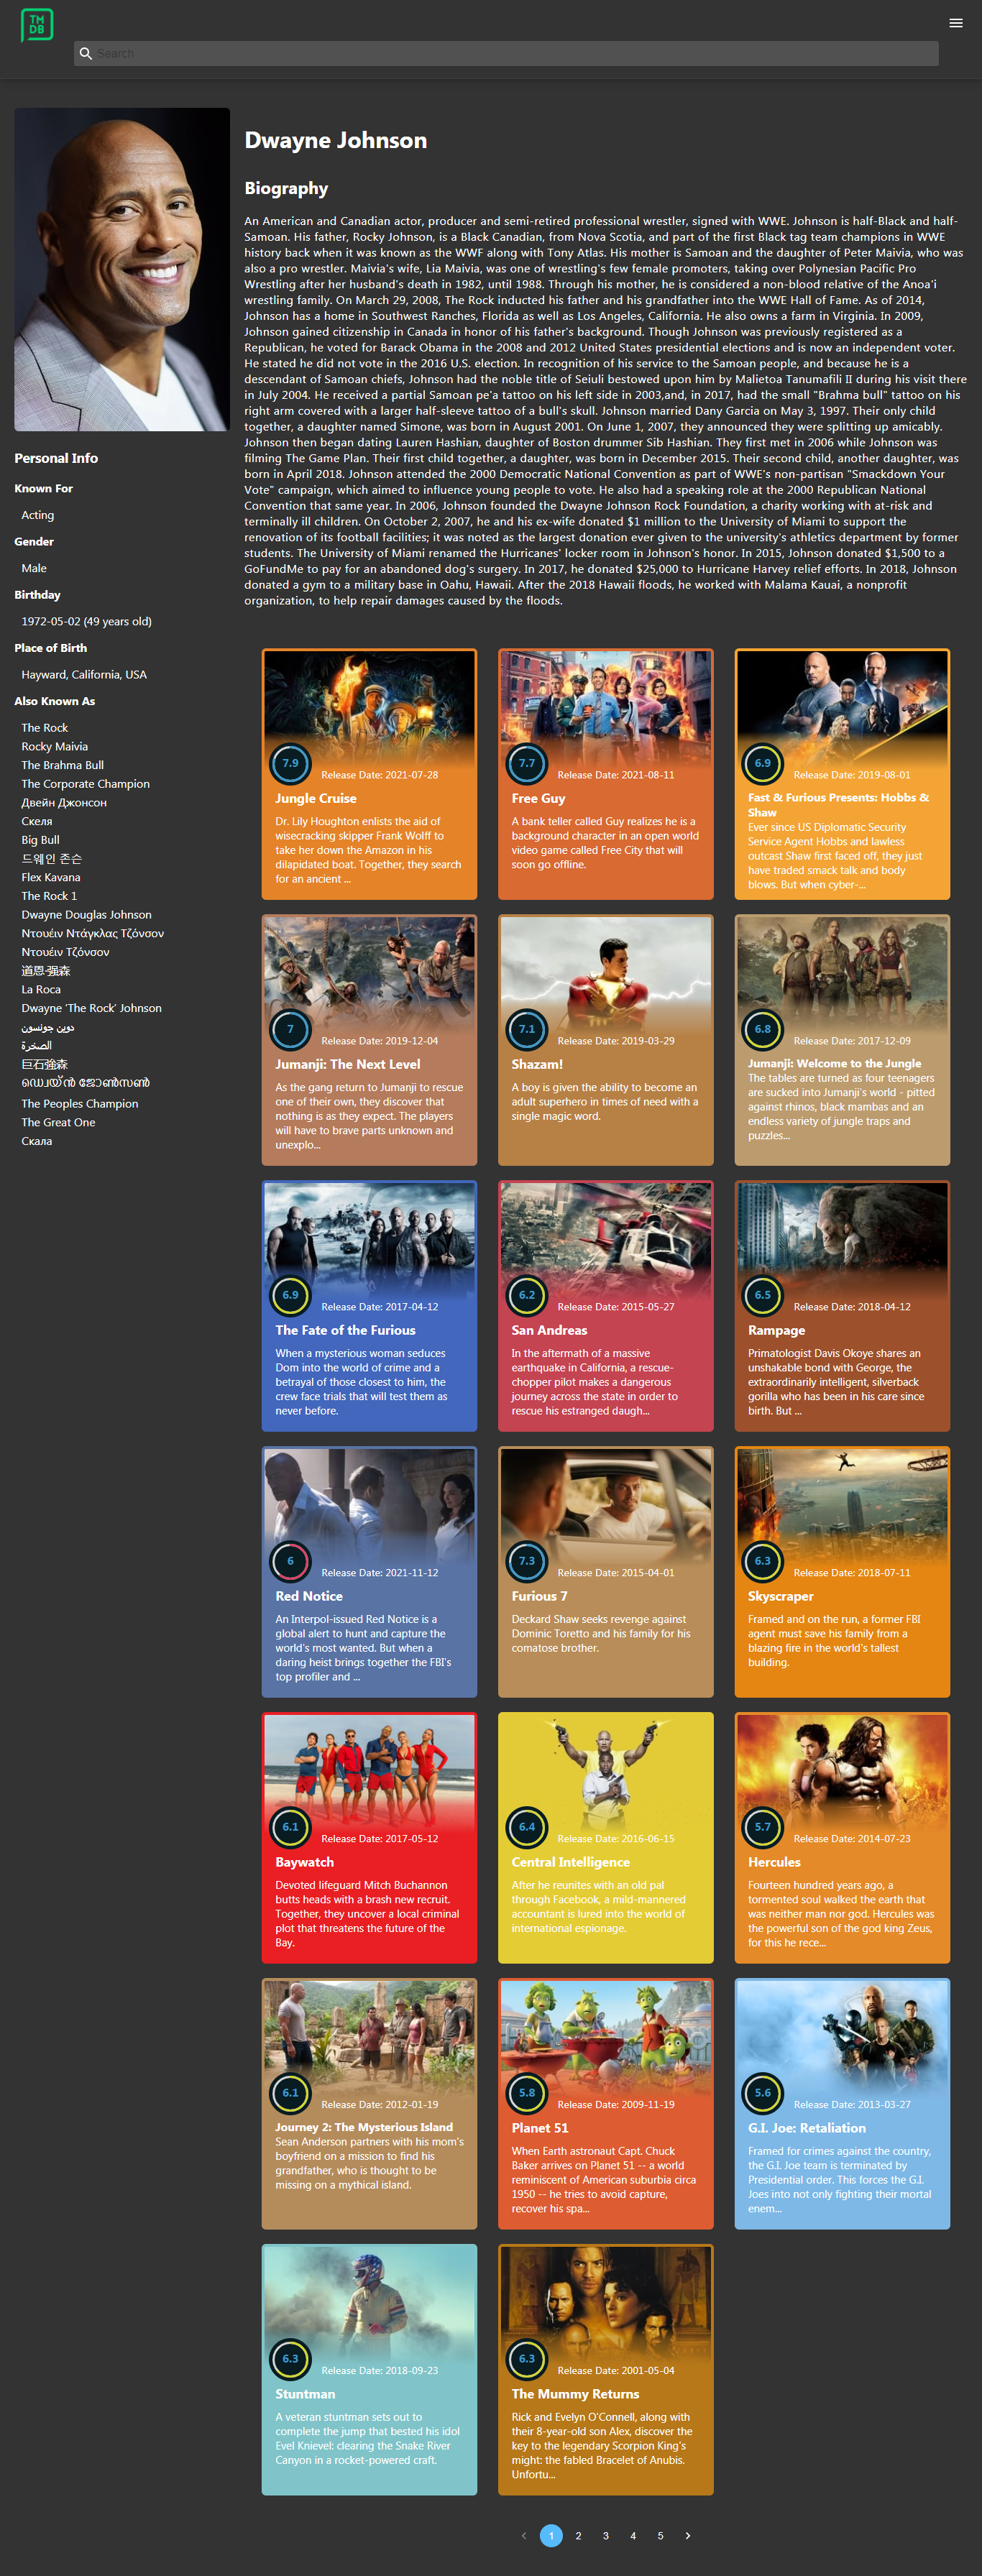 TM
DB
Search
Dwayne Johnson
Biography
An American and Canadian actor, producer and semi-retired professional wrestler, signed with WWE. Johnson is half-Black and half-
Samoan. His father, Rocky Johnson, is a Black Canadian, from Nova Scotia, and part of the first Black tag team champions in WWE
history back when it was known as the WWF along with Tony Atlas. His mother is Samoan and the daughter of Peter Maivia, who was
also a pro wrestler. Maivia's wife, Lia Maivia, was one of wrestling's few female promoters, taking over Polynesian Pacific Pro
Wrestling after her husband's death in 1982, until 1988. Through his mother, he is considered a non-blood relative of the Anoa'i
wrestling family. On March 29, 2008, The Rock inducted his father and his grandfather into the WWE Hall of Fame. As of 2014,
Johnson has a home in Southwest Ranches, Florida as well as Los Angeles, California. He also owns a farm in Virginia. In 2009,
Johnson gained citizenship in Canada in honor of his father's background. Though Johnson was previously registered as a
Republican, he voted for Barack Obama in the 2008 and 2012 United States presidential elections and is now an independent voter.
He stated he did not vote in the 2016 U.S. election. In recognition of his service to the Samoan people, and because he is a
descendant of Samoan chiefs, Johnson had the noble title of Seiuli bestowed upon him by Malietoa Tanumafili II during his visit there
in July 2004. He received a partial Samoan pe'a tattoo on his left side in 2003,and, in 2017, had the small "Brahma bull" tattoo on his
right arm covered with a larger half-sleeve tattoo of a bull's skull. Johnson married Dany Garcia on May 3, 1997. Their only child
together, a daughter named Simone, was born in August 2001. On June 1, 2007, they announced they were splitting up amicably.
Johnson then began dating Lauren Hashian, daughter of Boston drummer Sib Hashian. They first met in 2006 while Johnson was
filming The Game Plan. Their first child together, a daughter, was born in December 2015. Their second child, another daughter, was
born in April 2018. Johnson attended the 2000 Democratic National Convention as part of WWE's non-partisan "Smackdown Your
Vote" campaign, which aimed to influence young people to vote. He also had a speaking role at the 2000 Republican National
Convention that same year. In 2006, Johnson founded the Dwayne Johnson Rock Foundation, a charity working with at-risk and
terminally ill children. On October 2, 2007, he and his ex-wife donated $1 million to the University of Miami to support the
renovation of its football facilities; it was noted as the largest donation ever given to the university's athletics department by former
students. The University of Miami renamed the Hurricanes' locker room in Johnson's honor. In 2015, Johnson donated $1,500 to a
GoFundMe to pay for an abandoned dog's surgery. In 2017, he donated $25,000 to Hurricane Harvey relief efforts. In 2018, Johnson
donated a gym to a military base in Oahu, Hawaii. After the 2018 Hawaii floods, he worked with Malama Kauai, a nonprofit
organization, to help repair damages caused by the floods.
Personal Info
Known For
Acting
Gender
Male
Birthday
1972-05-02 (49 years old)
Place of Birth
Hayward, California, USA
Also Known As
The Rock
Rocky Maivia
The Brahma Bull
The Corporate Champion
Двейн Джонсон
Скеля
Big Bull
드웨인 존슨
Flex Kavana
The Rock 1
Dwayne Douglas Johnson
Ντουέιν Ντάγκλας Τζόνσον
Ντουέιν Τζόνσον
道恩·强森
La Roca
Dwayne 'The Rock' Johnson
دوين جونسون
الصخرة
巨石強森
ഡ്വെയ്ൻ ജോൺസൺ
The Peoples Champion
The Great One
Скала
7.9
Release Date: 2021-07-28
Jungle Cruise
Dr. Lily Houghton enlists the aid of
wisecracking skipper Frank Wolff to
take her down the Amazon in his
dilapidated boat. Together, they search
for an ancient ...
7.7
Release Date: 2021-08-11
Free Guy
A bank teller called Guy realizes he is a
background character in an open world
video game called Free City that will
soon go offline.
6.9
Release Date: 2019-08-01
Fast & Furious Presents: Hobbs &
Shaw
Ever since US Diplomatic Security
Service Agent Hobbs and lawless
outcast Shaw first faced off, they just
have traded smack talk and body
blows. But when cyber-...
7
Release Date: 2019-12-04
Jumanji: The Next Level
As the gang return to Jumanji to rescue
one of their own, they discover that
nothing is as they expect. The players
will have to brave parts unknown and
unexplo...
7.1
Release Date: 2019-03-29
Shazam!
A boy is given the ability to become an
adult superhero in times of need with a
single magic word.
6.8
Release Date: 2017-12-09
Jumanji: Welcome to the Jungle
The tables are turned as four teenagers
are sucked into Jumanji's world - pitted
against rhinos, black mambas and an
endless variety of jungle traps and
puzzles...
6.9
Release Date: 2017-04-12
The Fate of the Furious
When a mysterious woman seduces
Dom into the world of crime and a
betrayal of those closest to him, the
crew face trials that will test them as
never before.
6.2
Release Date: 2015-05-27
San Andreas
In the aftermath of a massive
earthquake in California, a rescue-
chopper pilot makes a dangerous
journey across the state in order to
rescue his estranged daugh...
6.5
Release Date: 2018-04-12
Rampage
Primatologist Davis Okoye shares an
unshakable bond with George, the
extraordinarily intelligent, silverback
gorilla who has been in his care since
birth. But ...
6
Release Date: 2021-11-12
Red Notice
An Interpol-issued Red Notice is a
global alert to hunt and capture the
world's most wanted. But when a
daring heist brings together the FBI's
top profiler and ...
7.3
Release Date: 2015-04-01
Furious 7
Deckard Shaw seeks revenge against
Dominic Toretto and his family for his
comatose brother.
6.3
Release Date: 2018-07-11
Skyscraper
Framed and on the run, a former FBI
agent must save his family from a
blazing fire in the world's tallest
building.
6.1
Release Date: 2017-05-12
Baywatch
Devoted lifeguard Mitch Buchannon
butts heads with a brash new recruit.
Together, they uncover a local criminal
plot that threatens the future of the
Bay.
6.4
Release Date: 2016-06-15
Central Intelligence
After he reunites with an old pal
through Facebook, a mild-mannered
accountant is lured into the world of
international espionage.
5.7
Release Date: 2014-07-23
Hercules
Fourteen hundred years ago, a
tormented soul walked the earth that
was neither man nor god. Hercules was
the powerful son of the god king Zeus,
for this he rece...
6.1
Release Date: 2012-01-19
Journey 2: The Mysterious Island
Sean Anderson partners with his mom's
boyfriend on a mission to find his
grandfather, who is thought to be
missing on a mythical island.
5.8
Release Date: 2009-11-19
Planet 51
When Earth astronaut Capt. Chuck
Baker arrives on Planet 51 -- a world
reminiscent of American suburbia circa
1950 -- he tries to avoid capture,
recover his spa...
5.6
Release Date: 2013-03-27
G.I. Joe: Retaliation
Framed for crimes against the country,
the G.I. Joe team is terminated by
Presidential order. This forces the G.I.
Joes into not only fighting their mortal
enem...
6.3
Release Date: 2018-09-23
Stuntman
A veteran stuntman sets out to
complete the jump that bested his idol
Evel Knievel: clearing the Snake River
Canyon in a rocket-powered craft.
6.3
Release Date: 2001-05-04
The Mummy Returns
Rick and Evelyn O'Connell, along with
their 8-year-old son Alex, discover the
key to the legendary Scorpion King's
might: the fabled Bracelet of Anubis.
Unfortu...
1 2 3 4 5